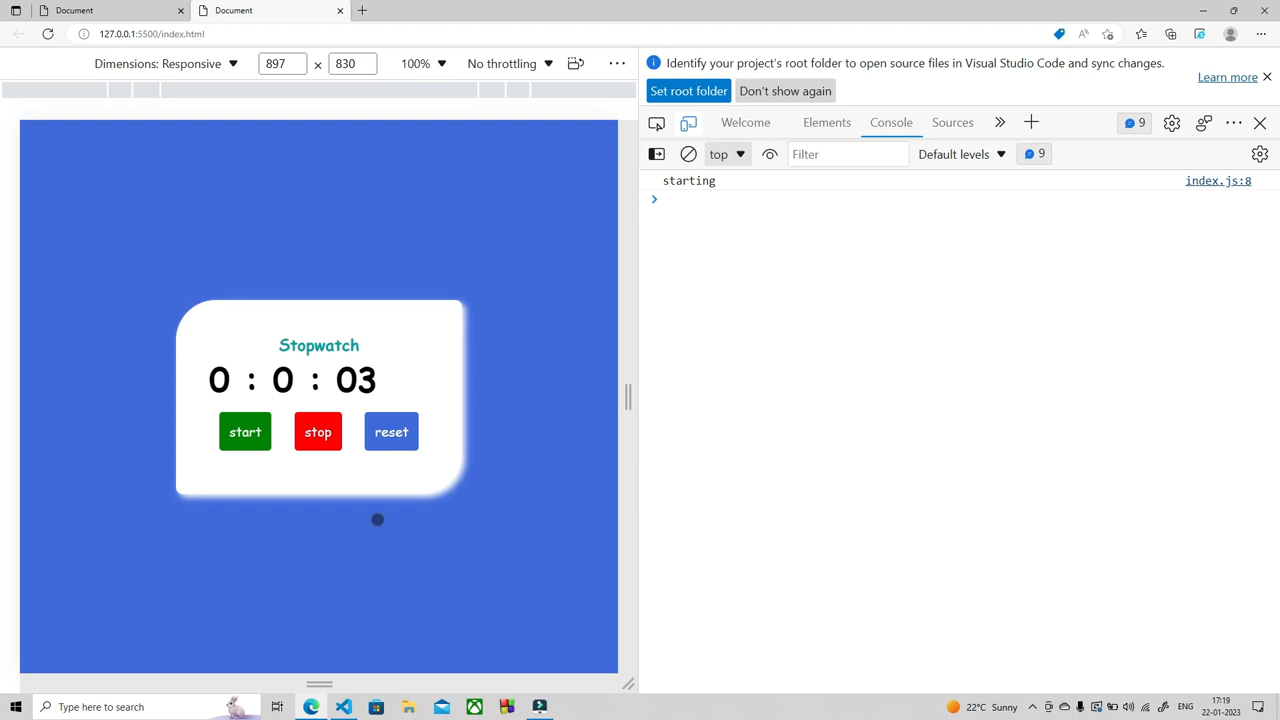 Document
Document
127.0.0.1:5500/index.html
Dimensions: Responsive 897 × 830 100% No throttling
Identify your project's root folder to open source files in Visual Studio Code and sync changes.
Learn more
Set root folder Don't show again
Welcome Elements Console Sources 9
top Filter Default levels 9
starting index.js:8
Stopwatch
0 : 0 : 03
start stop reset
Type here to search
22°C Sunny
ENG
17:19
22-01-2023